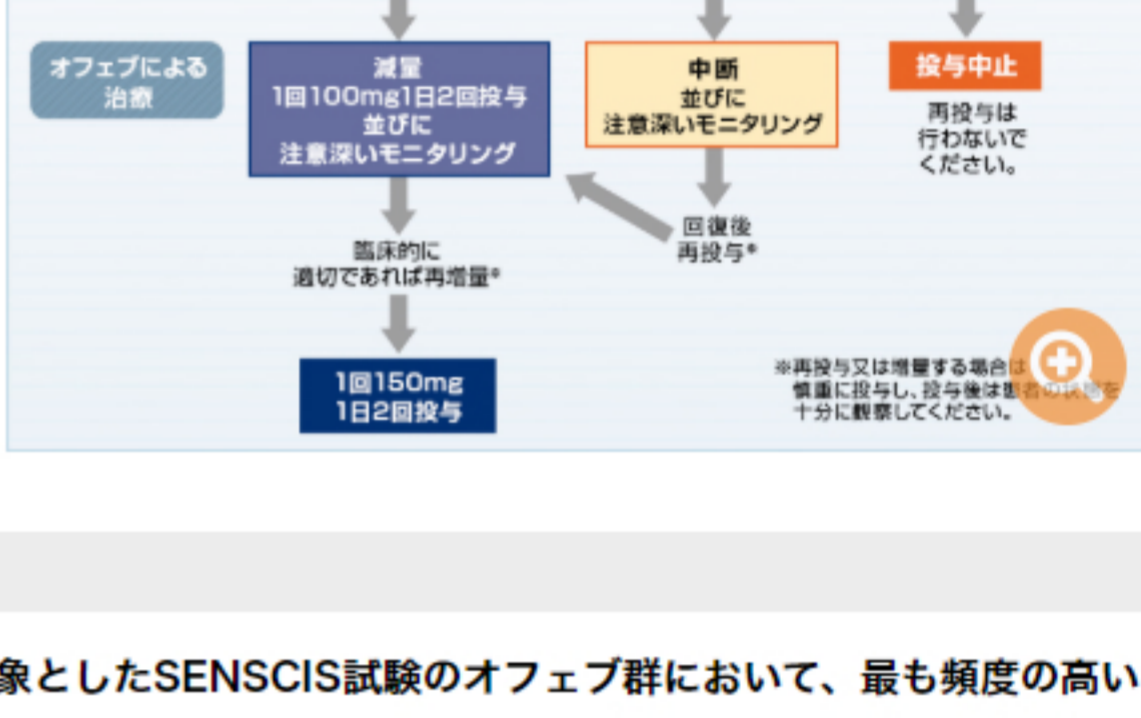 オフェブによる
治療
減量
1回100mg1日2回投与
並びに
注意深いモニタリング
中断
並びに
注意深いモニタリング
投与中止
再投与は
行わないで
ください。
臨床的に
適切であれば再増量※
回復後
再投与※
1回150mg
1日2回投与
※再投与又は増量する場合は
慎重に投与し、投与後は患者の状態を
十分に観察してください。
象としたSENSCIS試験のオフェブ群において、最も頻度の高い